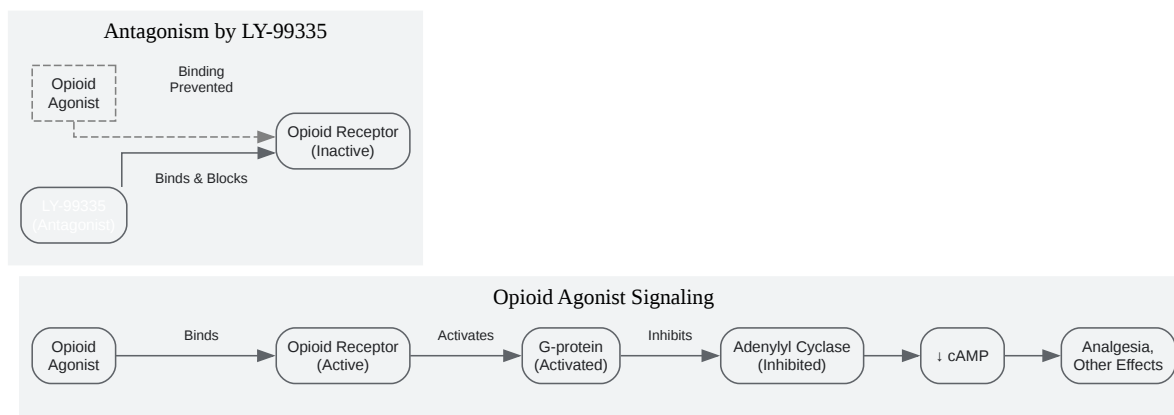 Antagonism by LY-99335
Opioid
Agonist
Binding
Prevented
Opioid Receptor
(Inactive)
Binds & Blocks
LY-99335
(Antagonist)
Opioid Agonist Signaling
Opioid
Agonist
Binds
Opioid Receptor
(Active)
Activates
G-protein
(Activated)
Inhibits
Adenylyl Cyclase
(Inhibited)
↓ cAMP
Analgesia,
Other Effects